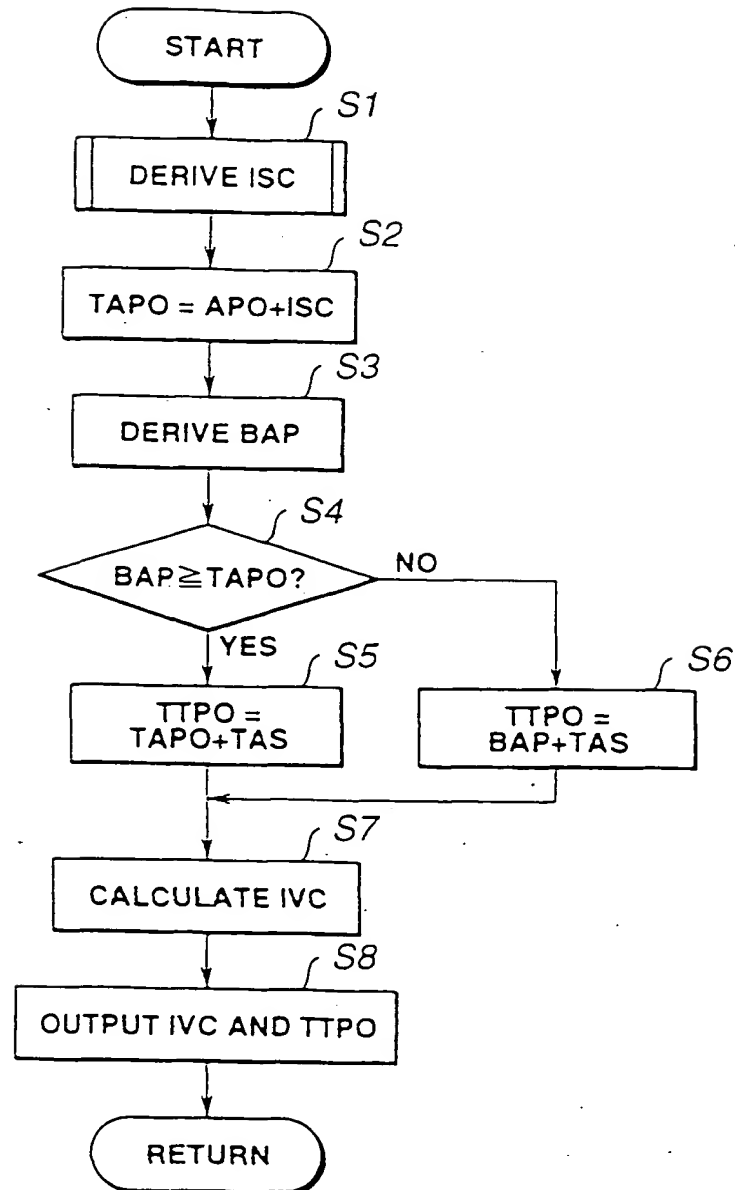 START
S1
DERIVE ISC
S2
TAPO = APO+ISC
S3
DERIVE BAP
S4
BAP≧TAPO?
NO
YES
S5
TTPO =
TAPO+TAS
S6
TTPO =
BAP+TAS
S7
CALCULATE IVC
S8
OUTPUT IVC AND TTPO
RETURN